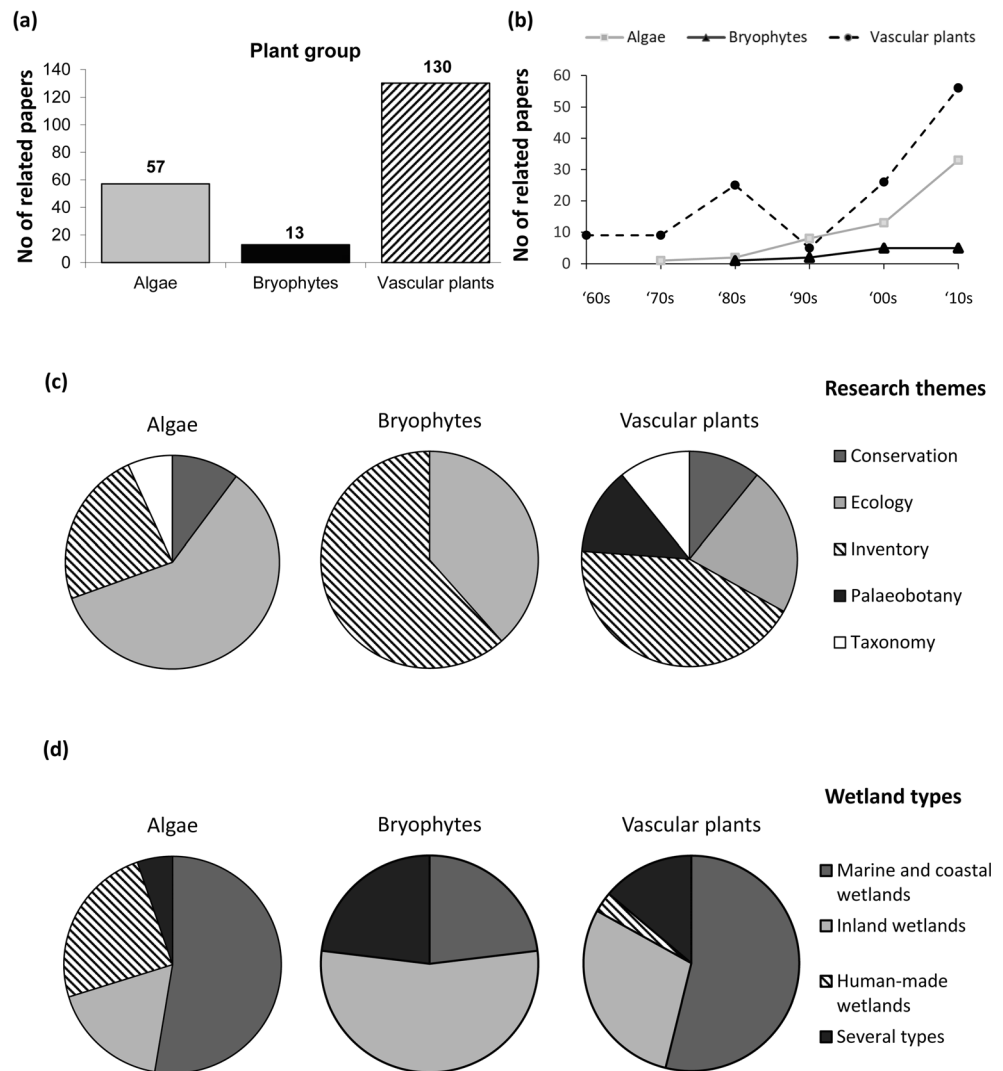 (a)
Plant group
No of related papers
140
120
100
80
60
40
20
0
57
13
130
Algae
Bryophytes
Vascular plants
(b)
Algae
Bryophytes
Vascular plants
No of related papers
60
50
40
30
20
10
0
‘60s
‘70s
‘80s
‘90s
‘00s
‘10s
(c)
Research themes
Algae
Bryophytes
Vascular plants
Conservation
Ecology
Inventory
Palaeobotany
Taxonomy
(d)
Wetland types
Algae
Bryophytes
Vascular plants
Marine and coastal
wetlands
Inland wetlands
Human-made
wetlands
Several types